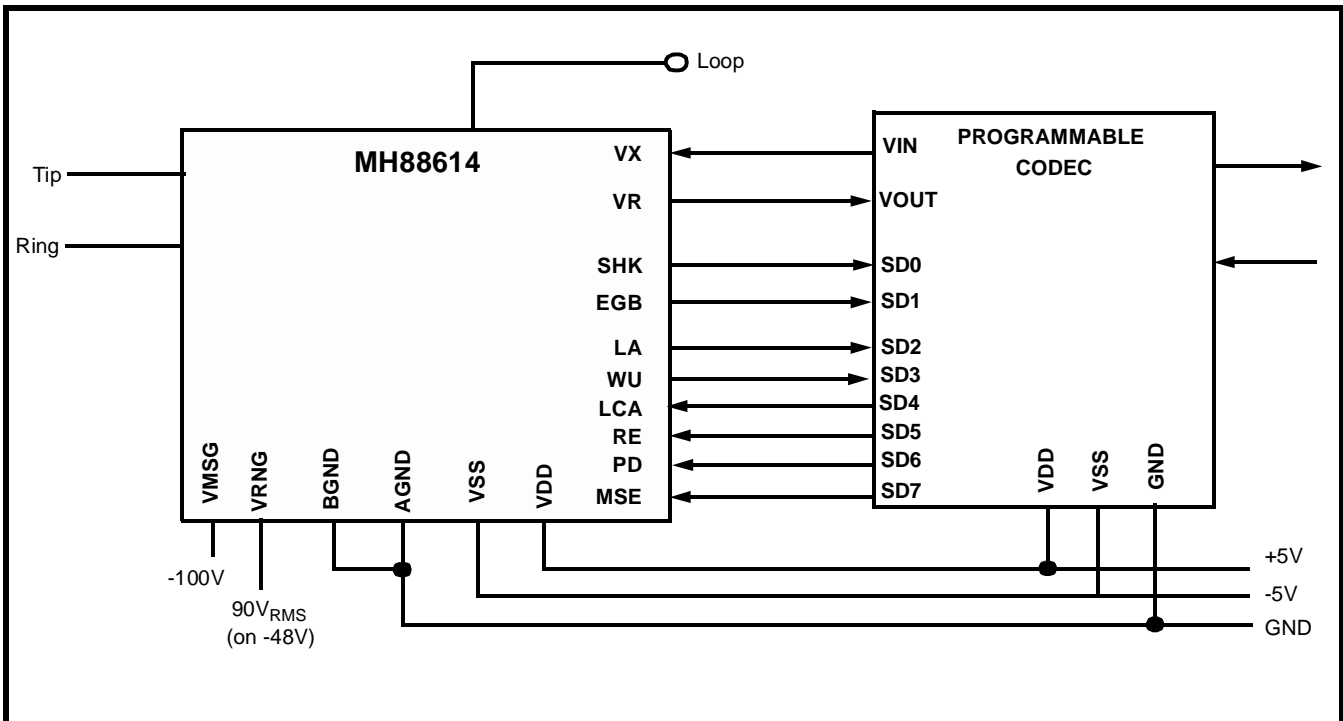 Loop
MH88614
PROGRAMMABLE
CODEC
Tip
Ring
VX
VIN
VR
VOUT
SHK
SD0
EGB
SD1
LA
SD2
WU
SD3
LCA
SD4
RE
SD5
PD
SD6
MSE
SD7
VMSG
VRNG
BGND
AGND
VSS
VDD
VDD
VSS
GND
-100V
90VRMS
(on -48V)
+5V
-5V
GND